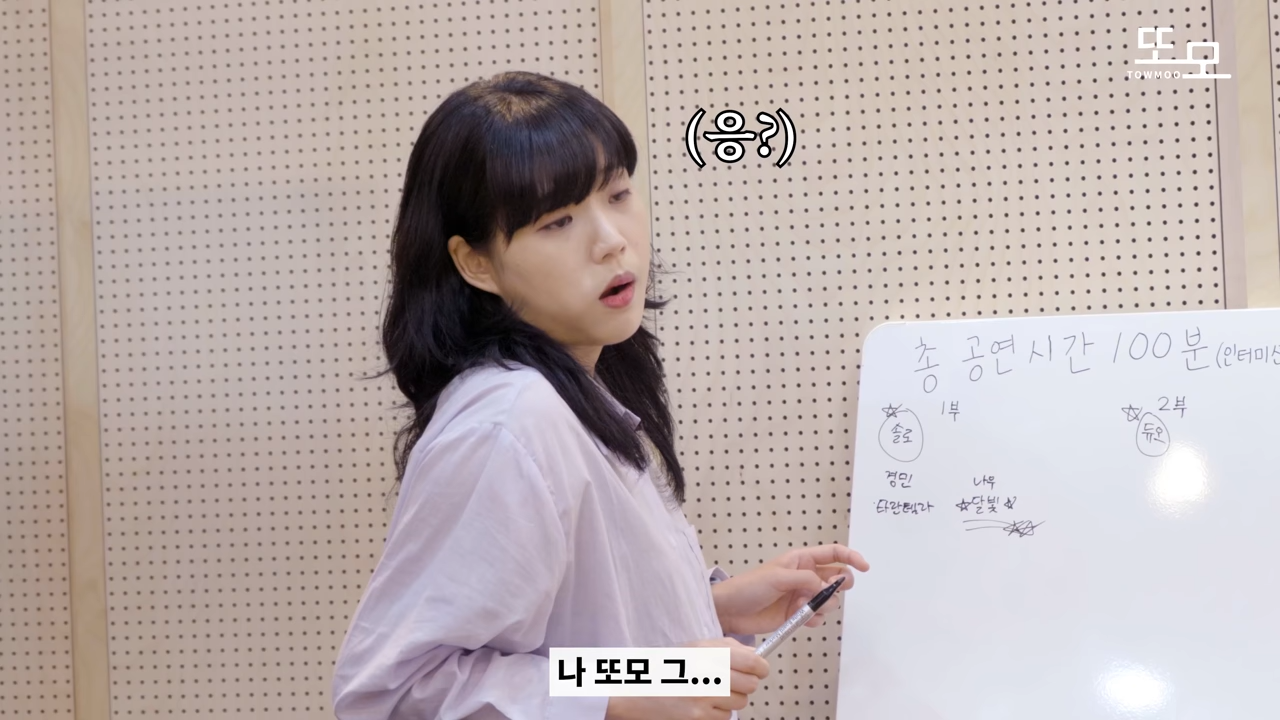 또모
TOWMOO
(응?)
총 공연시간 100분 (인터미션
1부
2부
솔로
듀오
경민
나우
타란텔라
달빛
나 또모 그...